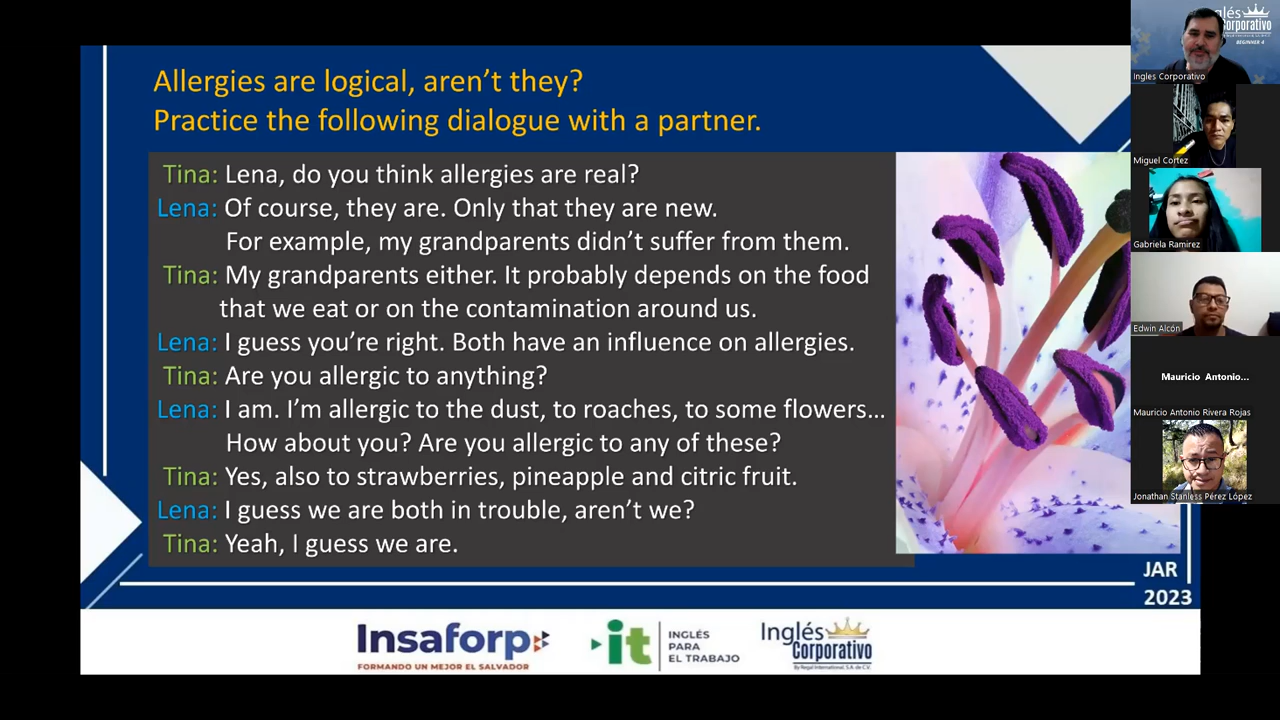 Allergies are logical, aren't they?
Practice the following dialogue with a partner.
Tina: Lena, do you think allergies are real?
Lena: Of course, they are. Only that they are new.
For example, my grandparents didn't suffer from them.
Tina: My grandparents either. It probably depends on the food
that we eat or on the contamination around us.
Lena: I guess you're right. Both have an influence on allergies.
Tina: Are you allergic to anything?
Lena: I am. I'm allergic to the dust, to roaches, to some flowers...
How about you? Are you allergic to any of these?
Tina: Yes, also to strawberries, pineapple and citric fruit.
Lena: I guess we are both in trouble, aren't we?
Tina: Yeah, I guess we are.
JAR
2023
Insaforp
FORMANDO UN MEJOR EL SALVADOR
it
INGLÉS
PARA
EL TRABAJO
Inglés
Corporativo
By Regal International, S.A. de C.V.
glés
orporativo
BEGINNER 4
Ingles Corporativo
Miguel Cortez
Gabriela Ramirez
Edwin Alcón
Mauricio Antonio...
Mauricio Antonio Rivera Rojas
Jonathan Stanless Pérez López